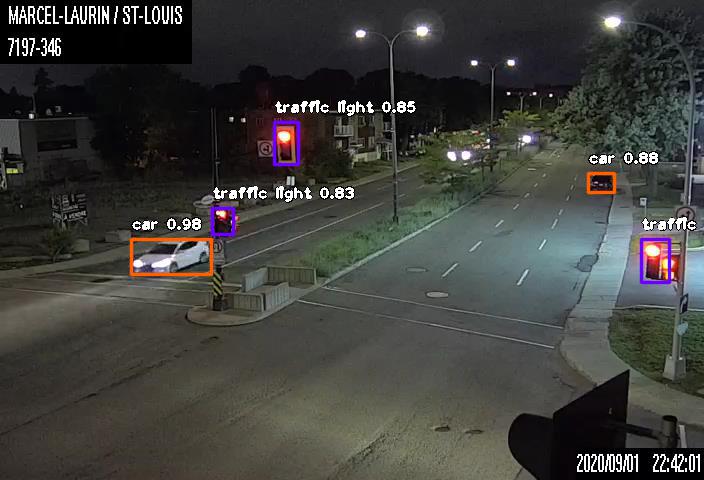 MARCEL-LAURIN / ST-LOUIS
7197-346
traffic light 0.85
car 0.88
traffic light 0.83
car 0.98
traffic
À VENDRE
2020/09/01 22:42:01